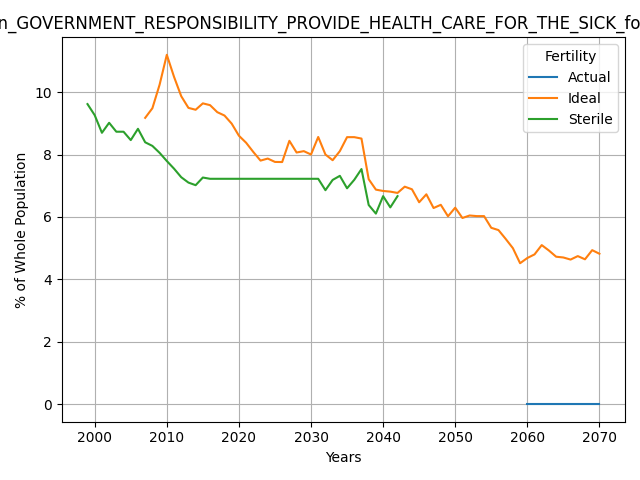 n_GOVERNMENT_RESPONSIBILITY_PROVIDE_HEALTH_CARE_FOR_THE_SICK_fo
Fertility
Actual
Ideal
Sterile
% of Whole Population
10
8
6
4
2
0
2000 2010 2020 2030 2040 2050 2060 2070
Years